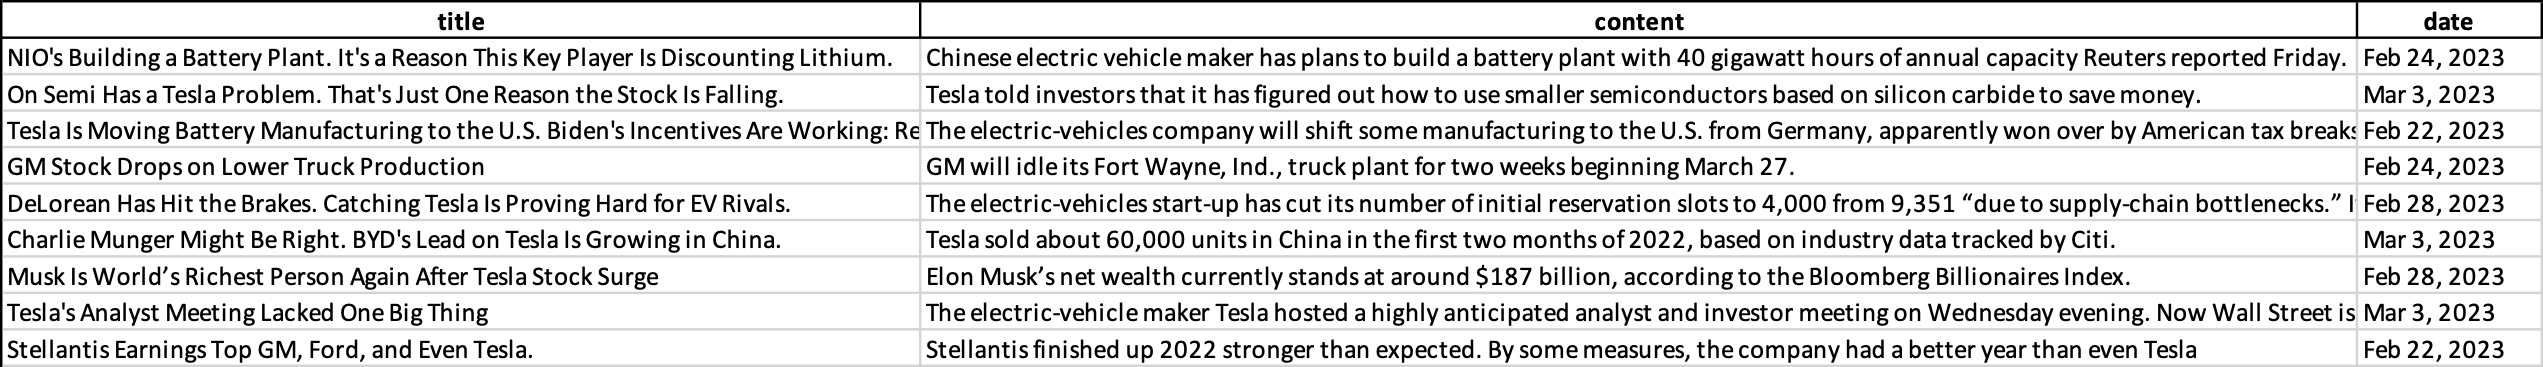 title content date
NIO's Building a Battery Plant. It's a Reason This Key Player Is Discounting Lithium. Chinese electric vehicle maker has plans to build a battery plant with 40 gigawatt hours of annual capacity Reuters reported Friday. Feb 24, 2023
On Semi Has a Tesla Problem. That's Just One Reason the Stock Is Falling. Tesla told investors that it has figured out how to use smaller semiconductors based on silicon carbide to save money. Mar 3, 2023
Tesla Is Moving Battery Manufacturing to the U.S. Biden's Incentives Are Working: Re The electric-vehicles company will shift some manufacturing to the U.S. from Germany, apparently won over by American tax breaks Feb 22, 2023
GM Stock Drops on Lower Truck Production GM will idle its Fort Wayne, Ind., truck plant for two weeks beginning March 27. Feb 24, 2023
DeLorean Has Hit the Brakes. Catching Tesla Is Proving Hard for EV Rivals. The electric-vehicles start-up has cut its number of initial reservation slots to 4,000 from 9,351 “due to supply-chain bottlenecks.” Feb 28, 2023
Charlie Munger Might Be Right. BYD's Lead on Tesla Is Growing in China. Tesla sold about 60,000 units in China in the first two months of 2022, based on industry data tracked by Citi. Mar 3, 2023
Musk Is World’s Richest Person Again After Tesla Stock Surge Elon Musk’s net wealth currently stands at around $187 billion, according to the Bloomberg Billionaires Index. Feb 28, 2023
Tesla's Analyst Meeting Lacked One Big Thing The electric-vehicle maker Tesla hosted a highly anticipated analyst and investor meeting on Wednesday evening. Now Wall Street is Mar 3, 2023
Stellantis Earnings Top GM, Ford, and Even Tesla. Stellantis finished up 2022 stronger than expected. By some measures, the company had a better year than even Tesla Feb 22, 2023